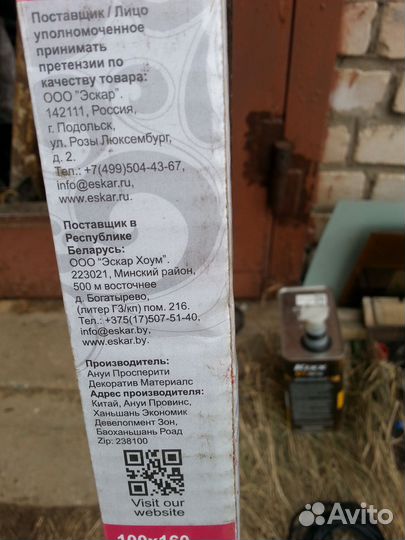 Поставщик / Лицо
уполномоченное
принимать
претензии по
качеству товара:
ООО "Эскар".
142111, Россия,
г. Подольск,
ул. Розы Люксембург,
д. 2.
Тел.: +7(499)504-43-67,
info@eskar.ru,
www.eskar.ru.
Поставщик в
Республике
Беларусь:
ООО "Эскар Хоум".
223021, Минский район,
500 м восточнее
д. Богатырево,
(литер Г3/кп) пом. 216.
Тел.: +375(17)507-51-40,
info@eskar.by.
www.eskar.by.
Производитель:
Ануи Просперити
Декоратив Материалс
Адрес производителя:
Китай, Ануи Провинс,
Ханьшань Экономик
Девелопмент Зон,
Баоханьшань Роад
Zip: 238100
Visit our
website
100x160
Kixx
Avito